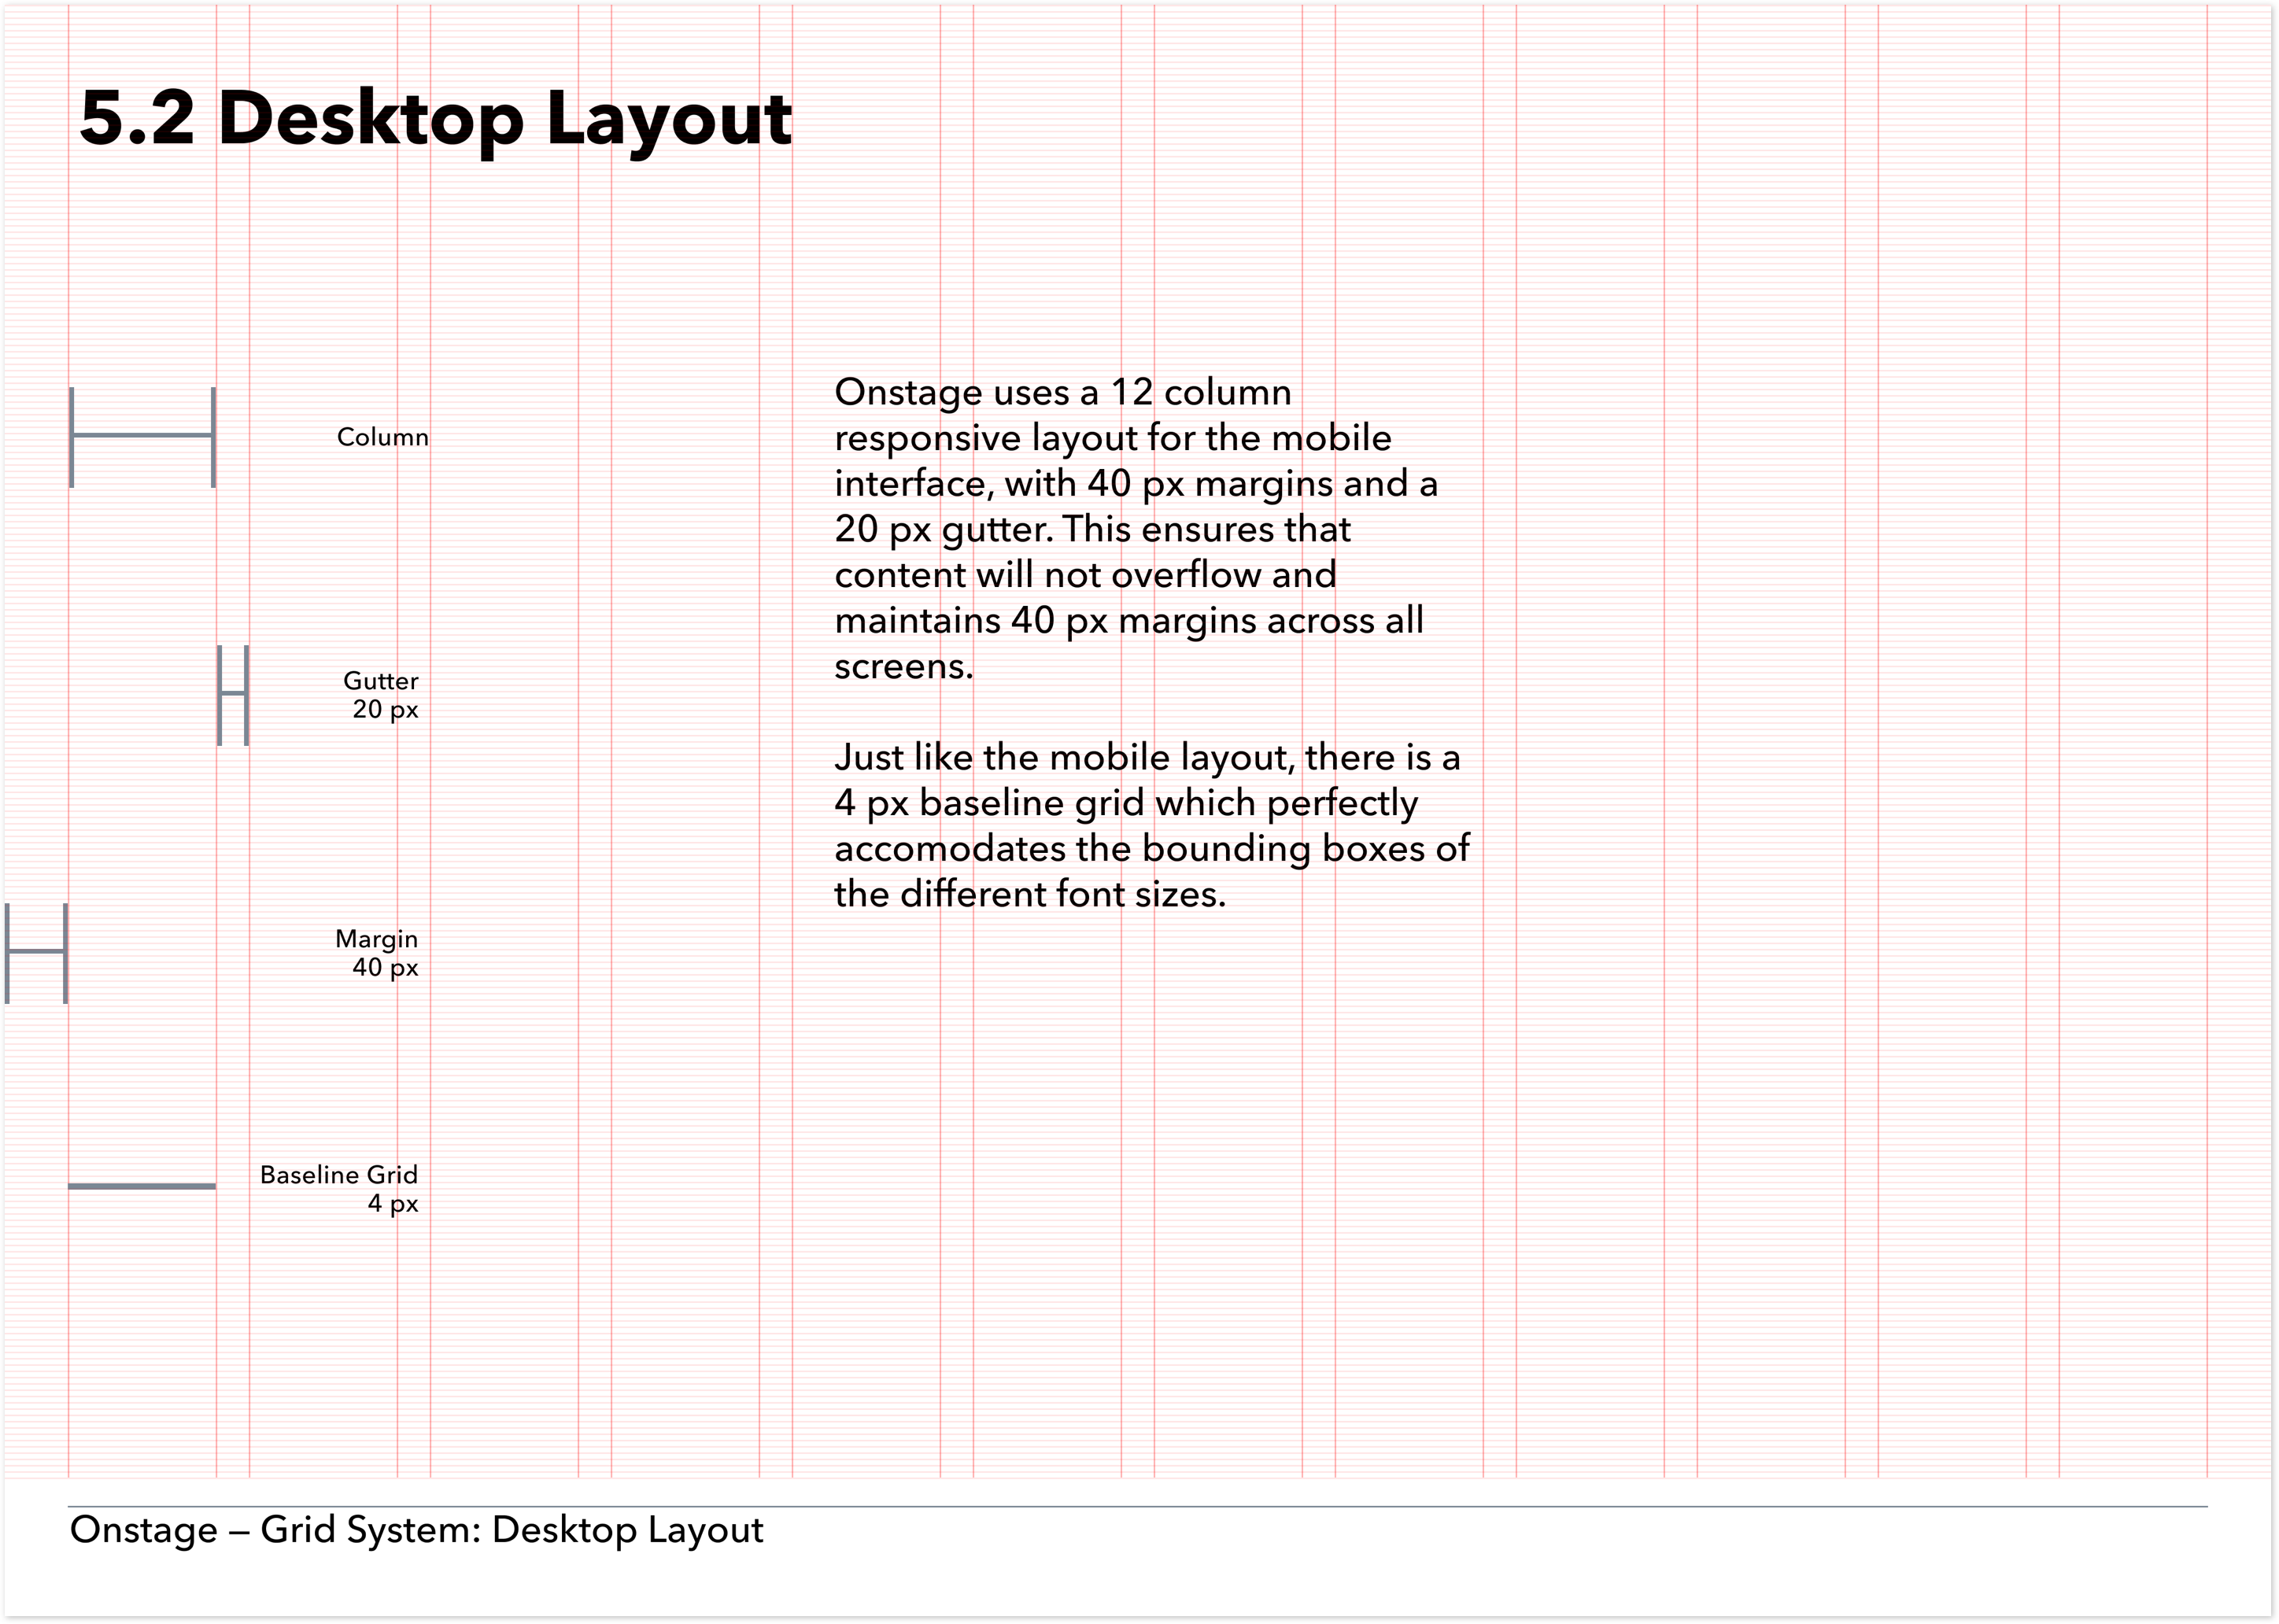 5.2 Desktop Layout
Column
Gutter
20 px
Margin
40 px
Baseline Grid
4 px
Onstage uses a 12 column
responsive layout for the mobile
interface, with 40 px margins and a
20 px gutter. This ensures that
content will not overflow and
maintains 40 px margins across all
screens.
Just like the mobile layout, there is a
4 px baseline grid which perfectly
accomodates the bounding boxes of
the different font sizes.
Onstage – Grid System: Desktop Layout